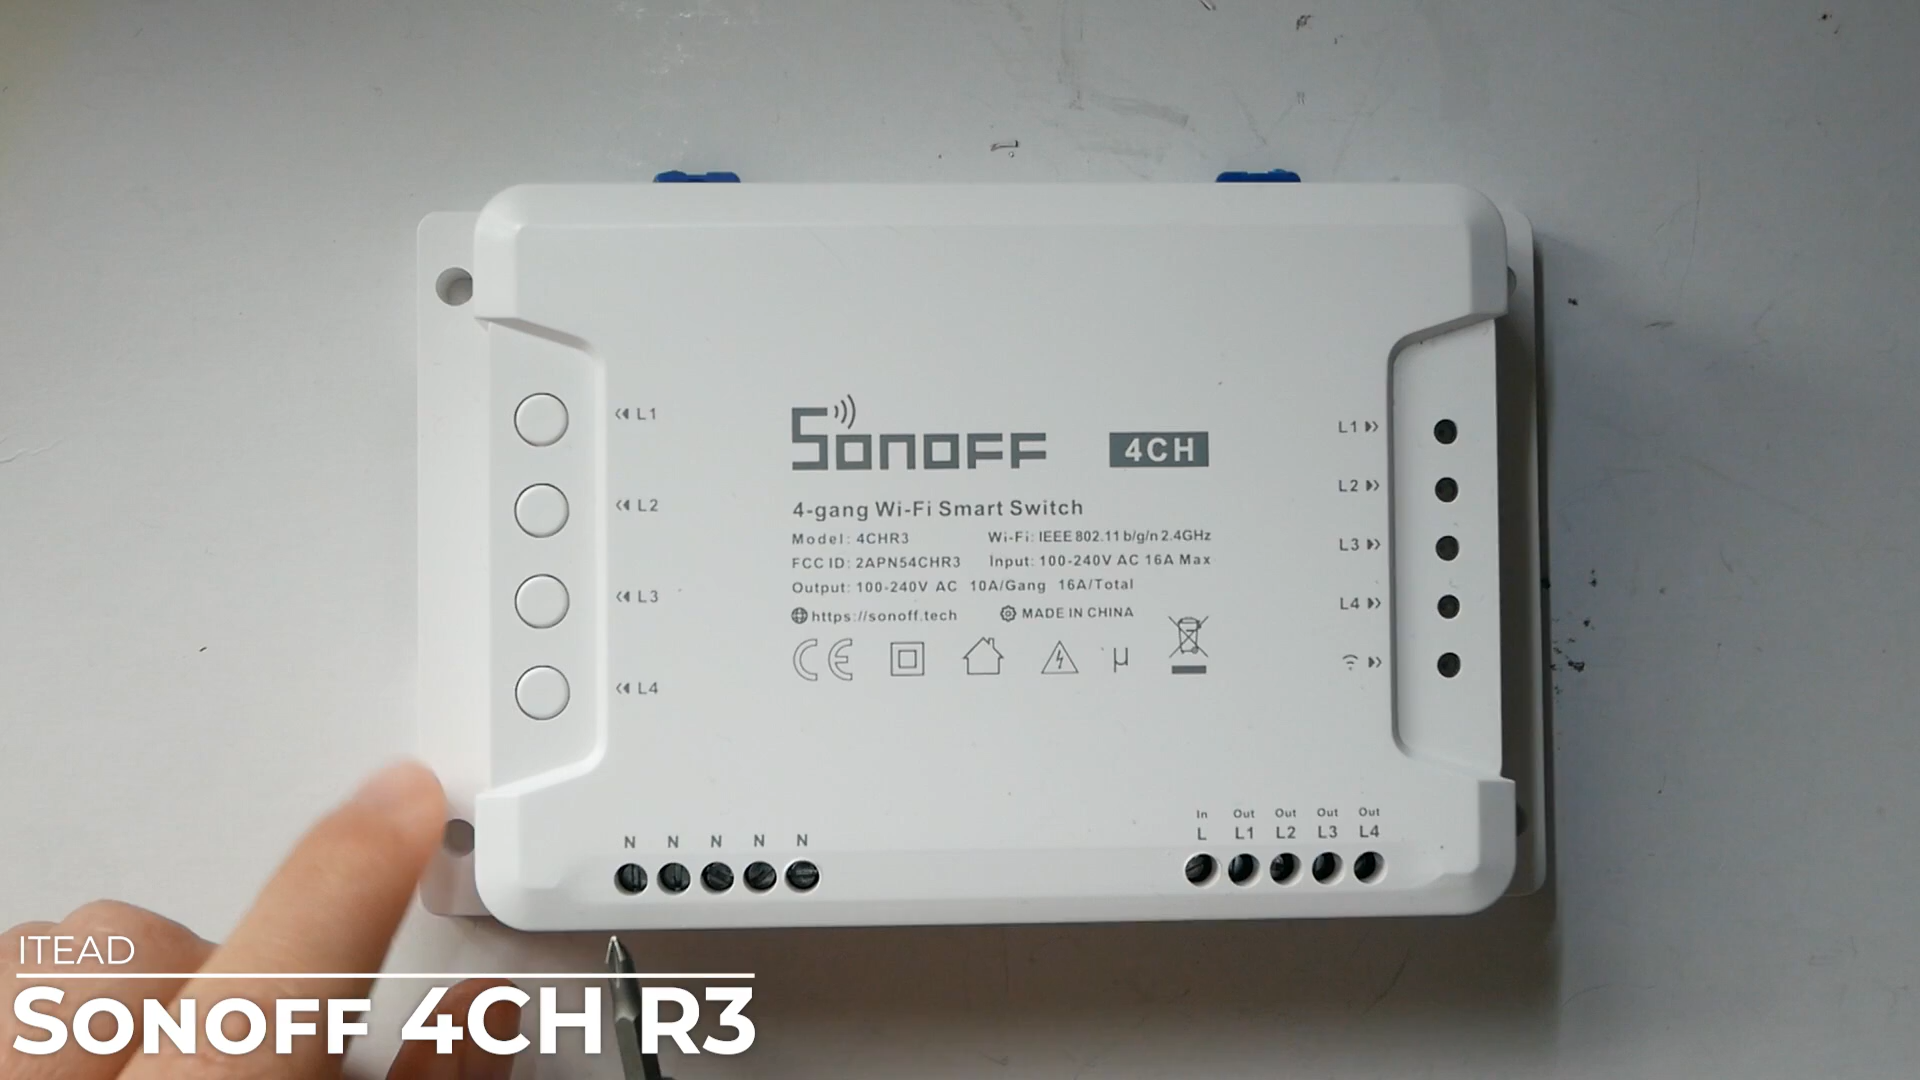 SONOFF 4CH
4-gang Wi-Fi Smart Switch
Model: 4CHR3 Wi-Fi: IEEE 802.11 b/g/n 2.4GHz
FCC ID: 2APN54CHR3 Input: 100-240V AC 16A Max
Output: 100-240V AC 10A/Gang 16A/Total
https://sonoff.tech MADE IN CHINA
CE μ
L1
L2
L3
L4
L1
L2
L3
L4
N N N N N
In Out Out Out Out
L L1 L2 L3 L4
ITEAD
SONOFF 4CH R3